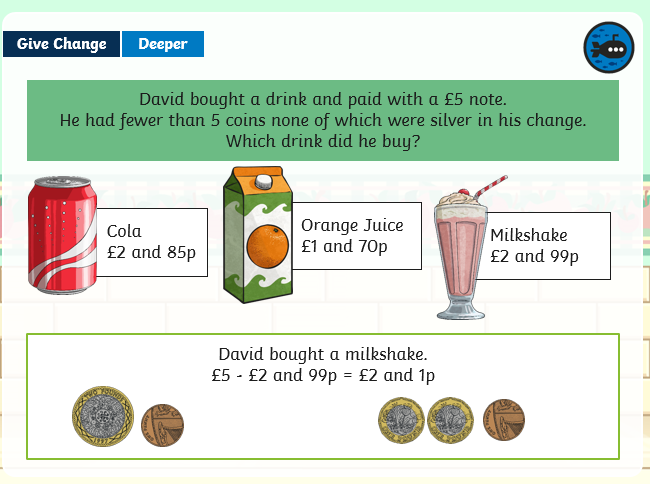 Give Change
Deeper
David bought a drink and paid with a £5 note.
He had fewer than 5 coins none of which were silver in his change.
Which drink did he buy?
Cola
£2 and 85p
Orange Juice
£1 and 70p
Milkshake
£2 and 99p
David bought a milkshake.
£5 - £2 and 99p = £2 and 1p